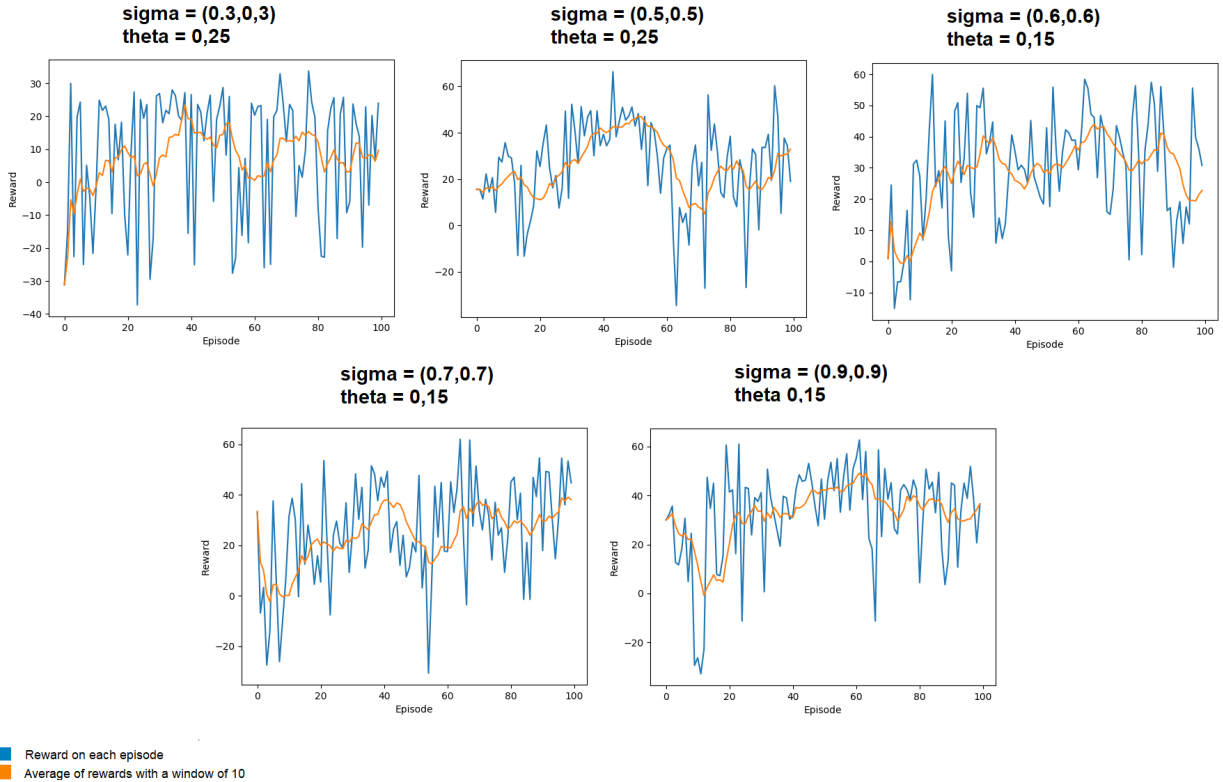 sigma = (0.3,0,3)
theta = 0,25
sigma = (0.5,0.5)
theta = 0,25
sigma = (0.6,0.6)
theta = 0,15
30
20
10
0
−10
−20
−30
−40
Reward
0
20
40
60
80
100
Episode
60
40
20
0
−20
Reward
0
20
40
60
80
100
Episode
60
50
40
30
20
10
0
−10
Reward
0
20
40
60
80
100
Episode
sigma = (0.7,0.7)
theta = 0,15
sigma = (0.9,0.9)
theta 0,15
60
40
20
0
−20
Reward
0
20
40
60
80
100
Episode
60
40
20
0
−20
Reward
0
20
40
60
80
100
Episode
Reward on each episode
Average of rewards with a window of 10